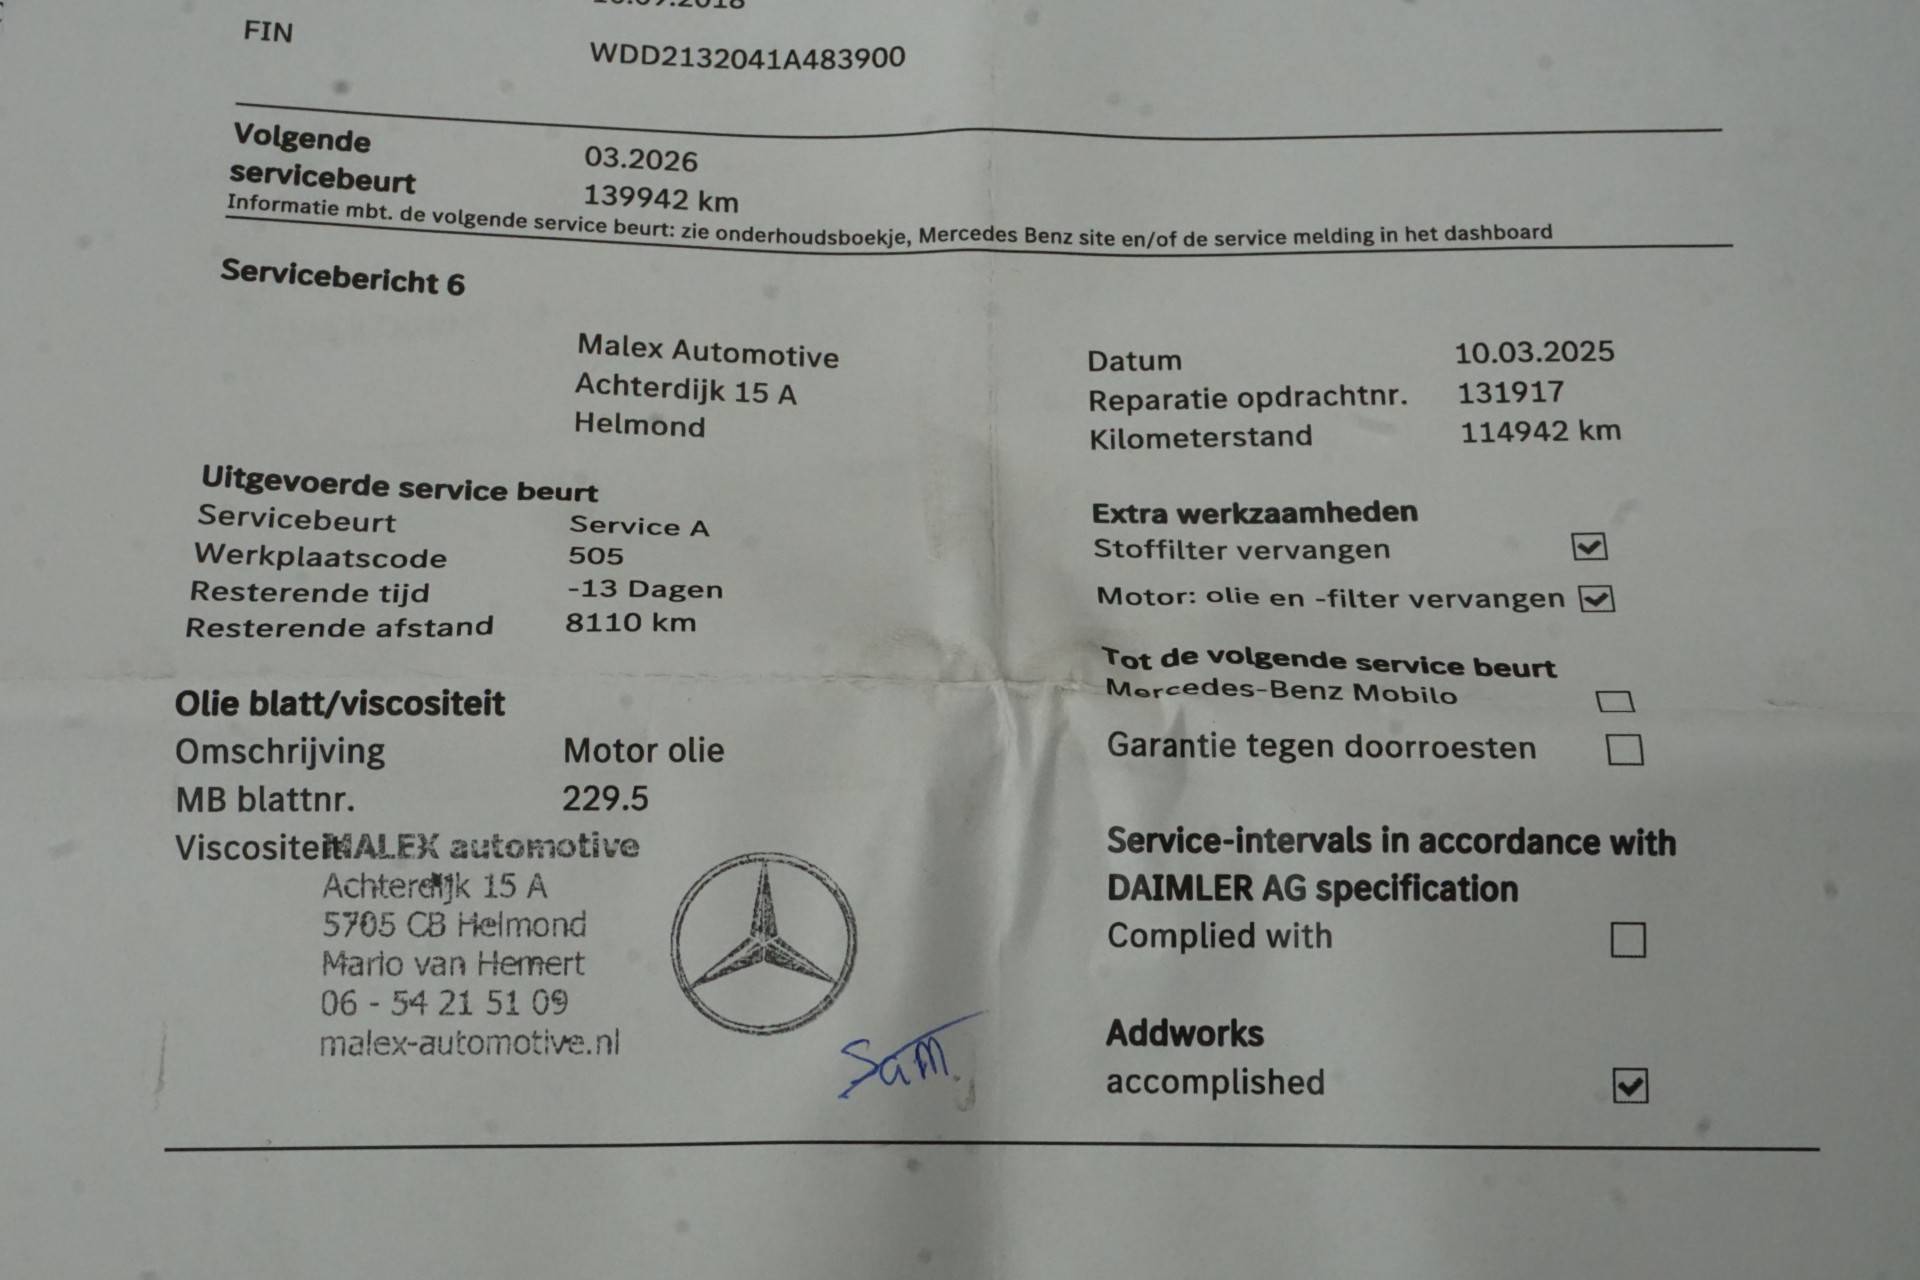 FIN
WDD2132041A483900
Volgende
servicebeurt
03.2026
139942 km
Informatie mbt. de volgende service beurt: zie onderhoudsboekje, Mercedes Benz site en/of de service melding in het dashboard
Servicebericht 6
Malex Automotive
Achterdijk 15 A
Helmond
Datum 10.03.2025
Reparatie opdrachtnr. 131917
Kilometerstand 114942 km
Uitgevoerde service beurt
Servicebeurt Service A
Werkplaatscode 505
Resterende tijd -13 Dagen
Resterende afstand 8110 km
Extra werkzaamheden
Stoffilter vervangen
Motor: olie en -filter vervangen
Tot de volgende service beurt
Mercedes-Benz Mobilo
Garantie tegen doorroesten
Olie blatt/viscositeit
Omschrijving Motor olie
MB blattnr. 229.5
Viscositeit
MALEX automotive
Achterdijk 15 A
5705 CB Helmond
Mario van Hemert
06 - 54 21 51 09
malex-automotive.nl
Sam
Service-intervals in accordance with
DAIMLER AG specification
Complied with
Addworks
accomplished